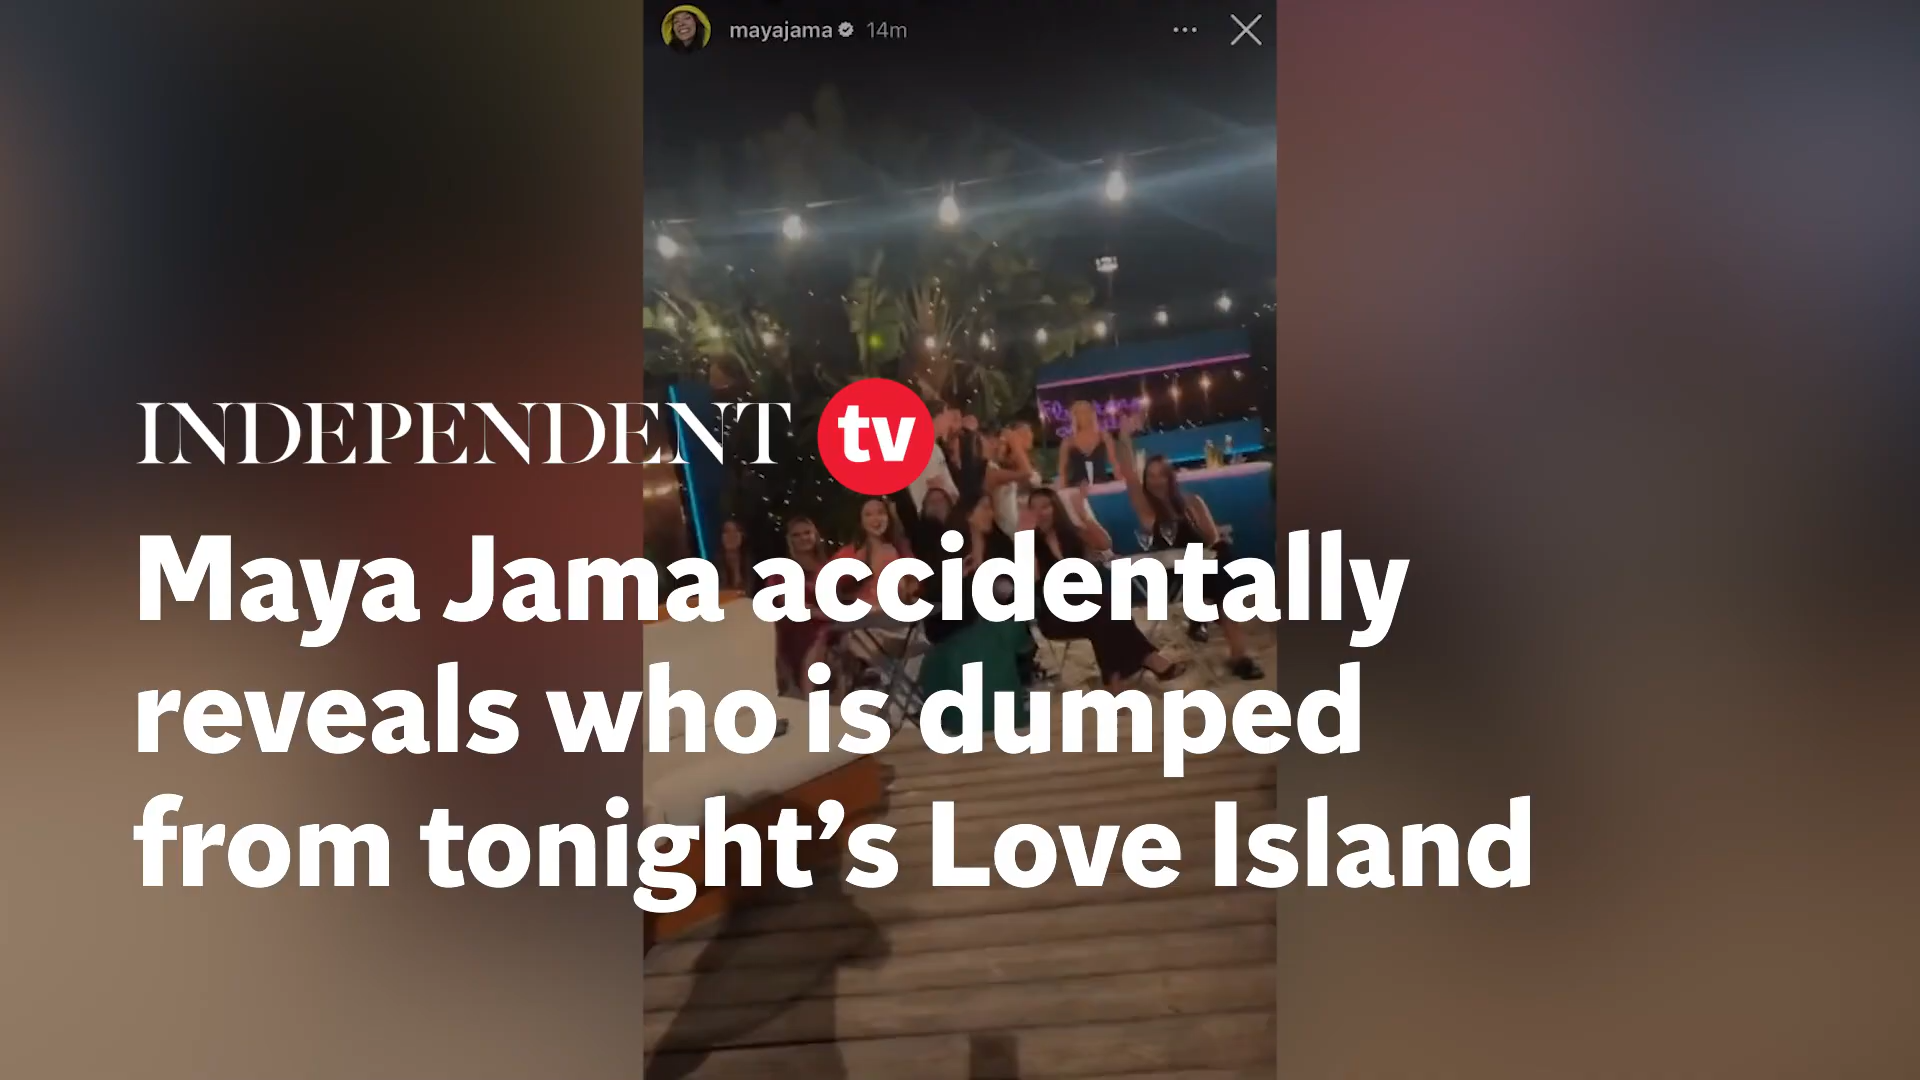 mayajama 14m
INDEPENDENT tv
Maya Jama accidentally
reveals who is dumped
from tonight’s Love Island